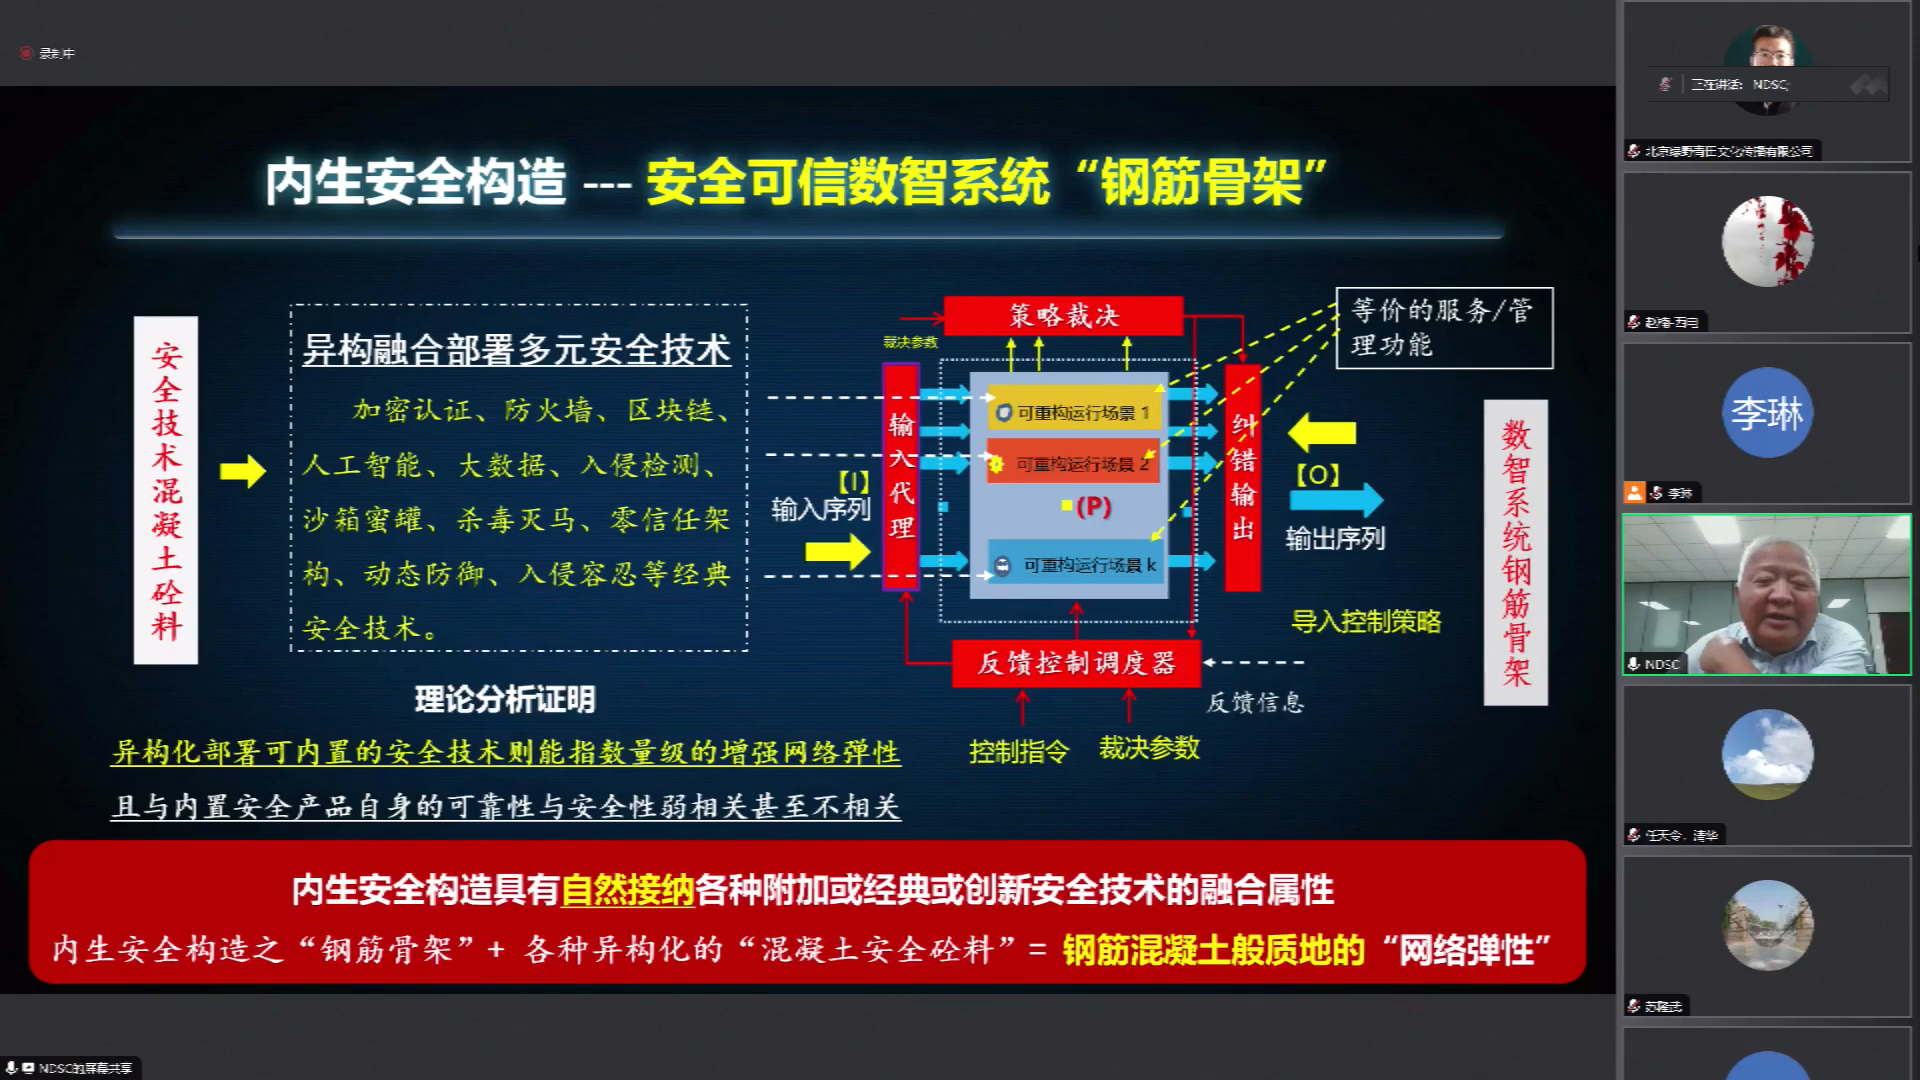 录制中
内生安全构造 --- 安全可信数智系统“钢筋骨架”
安全技术混凝土砼料
异构融合部署多元安全技术
加密认证、防火墙、区块链、
人工智能、大数据、入侵检测、
沙箱蜜罐、杀毒灭马、零信任架
构、动态防御、入侵容忍等经典
安全技术。
策略裁决
裁决参数
等价的服务/管
理功能
输入代理
【I】
输入序列
可重构运行场景 1
可重构运行场景 2
(P)
可重构运行场景 k
纠错输出
【O】
输出序列
导入控制策略
反馈控制调度器
反馈信息
控制指令
裁决参数
数智系统钢筋骨架
理论分析证明
异构化部署可内置的安全技术则能指数量级的增强网络弹性
且与内置安全产品自身的可靠性与安全性弱相关甚至不相关
内生安全构造具有自然接纳各种附加或经典或创新安全技术的融合属性
内生安全构造之“钢筋骨架”+ 各种异构化的“混凝土安全砼料”= 钢筋混凝土般质地的“网络弹性”
NDSC的屏幕共享
正在讲话: NDSC;
北京绿野青田文化传播有限公司
李琳
李琳
NDSC
任天令，清华